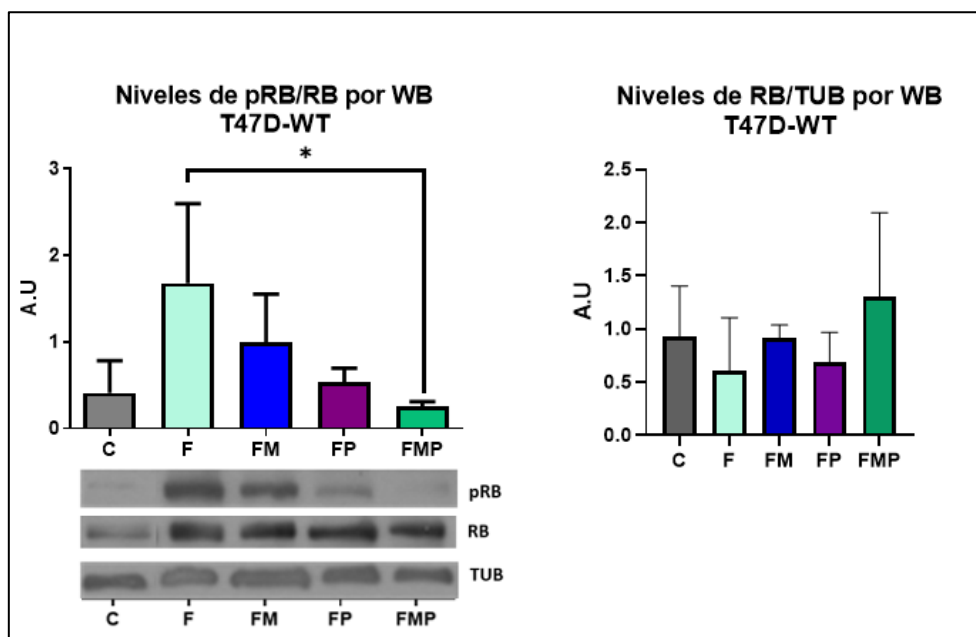 Niveles de pRB/RB por WB
T47D-WT
*
3
2
1
0
A.U
C F FM FP FMP
pRB
RB
TUB
C F FM FP FMP
Niveles de RB/TUB por WB
T47D-WT
2.5
2.0
1.5
1.0
0.5
0.0
A.U
C F FM FP FMP